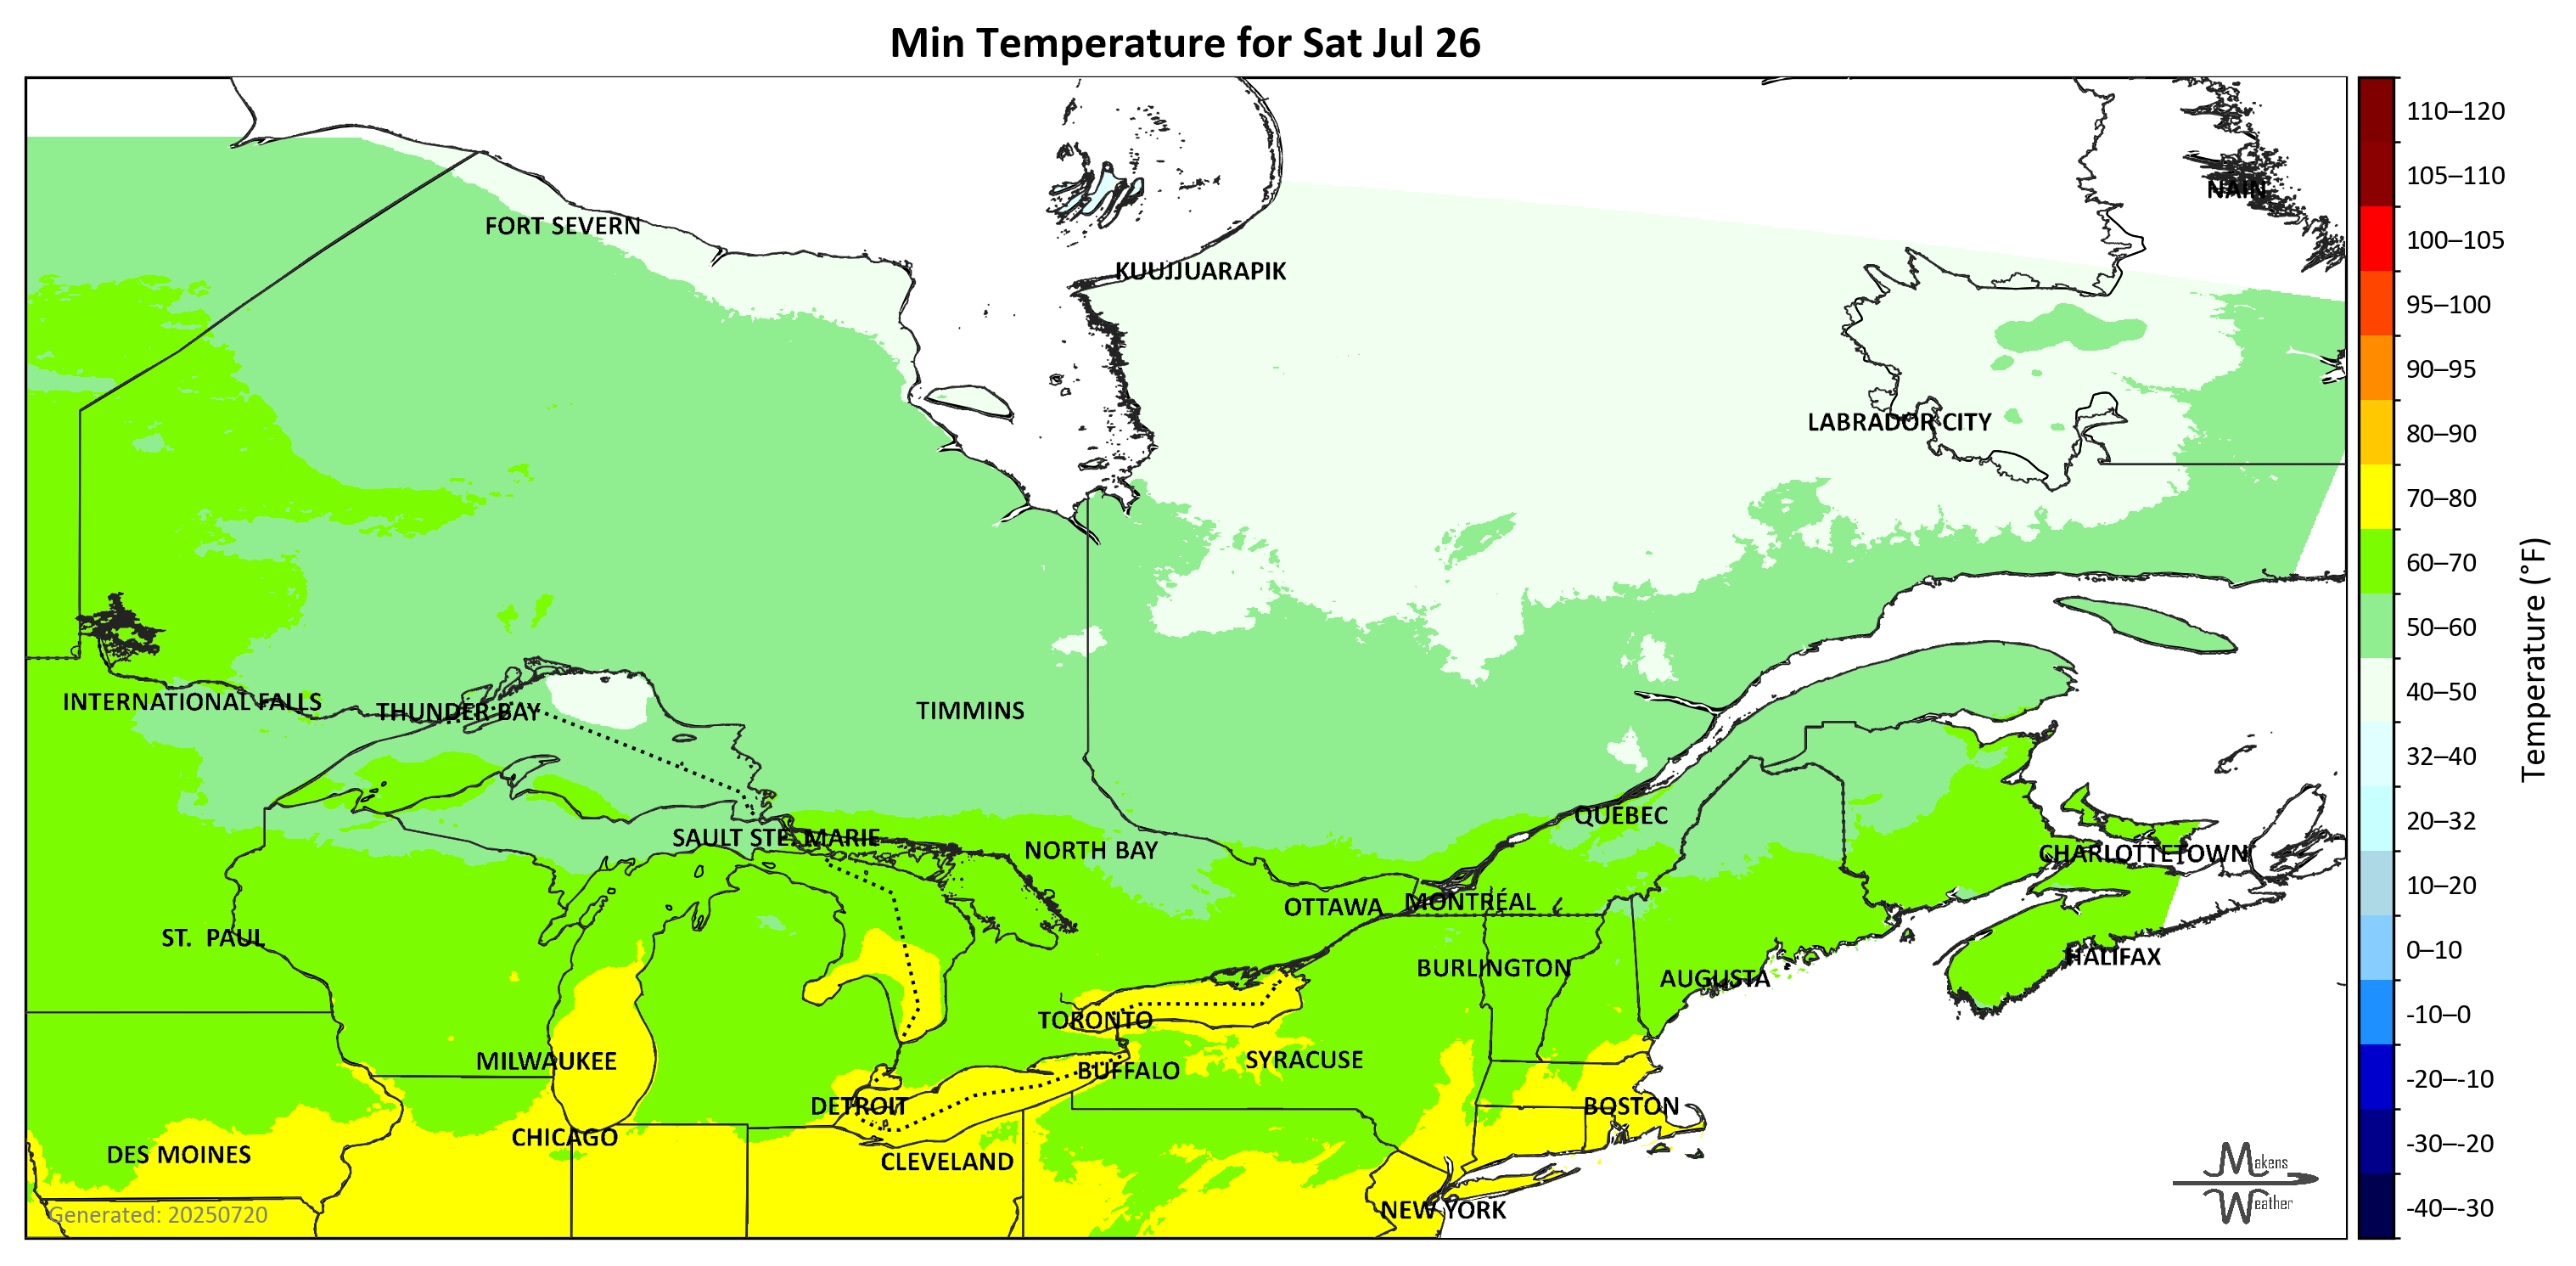 Min Temperature for Sat Jul 26
110–120
105–110
NAIN
FORT SEVERN
100–105
KUUJJUARAPIK
95–100
90–95
LABRADOR CITY
80–90
70–80
60–70
50–60
Temperature (°F)
40–50
INTERNATIONAL FALLS
THUNDER BAY
TIMMINS
32–40
QUEBEC
20–32
SAULT STE. MARIE
NORTH BAY
CHARLOTTETOWN
10–20
OTTAWA
MONTRÉAL
ST. PAUL
0–10
HALIFAX
BURLINGTON
AUGUSTA
-10–0
TORONTO
MILWAUKEE
SYRACUSE
BUFFALO
-20–-10
DETROIT
BOSTON
CHICAGO
-30–-20
DES MOINES
CLEVELAND
Makens
Weather
NEW YORK
-40–-30
Generated: 20250720